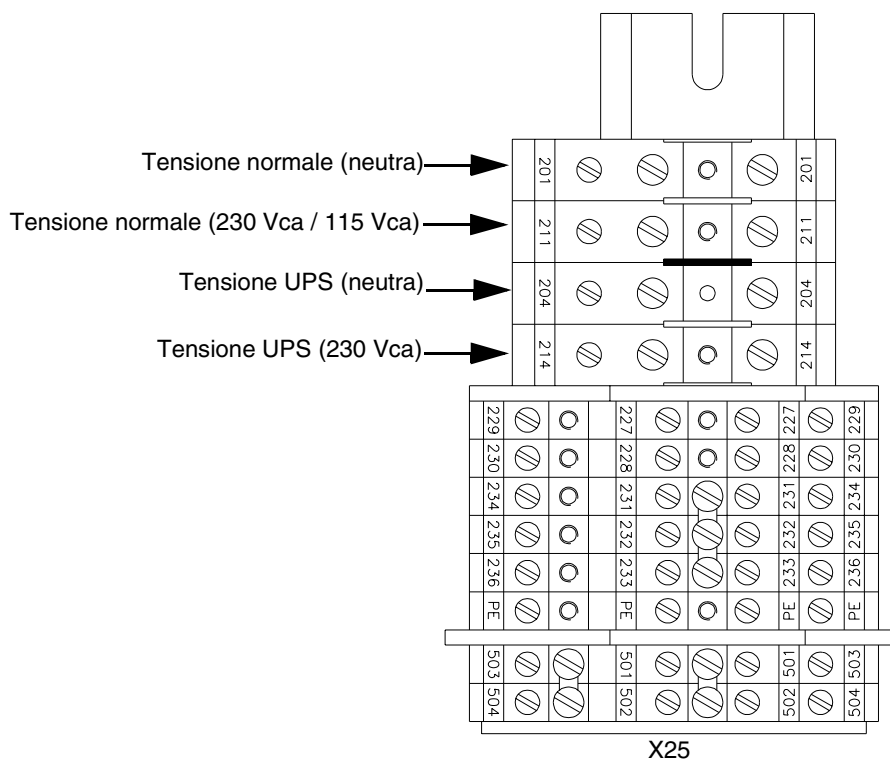 Tensione normale (neutra) 201 201
Tensione normale (230 Vca / 115 Vca) 211 211
Tensione UPS (neutra) 204 204
Tensione UPS (230 Vca) 214 214
229 227 227 229
230 228 228 230
234 231 231 234
235 232 232 235
236 233 233 236
PE PE PE PE
503 501 501 503
504 502 502 504
X25